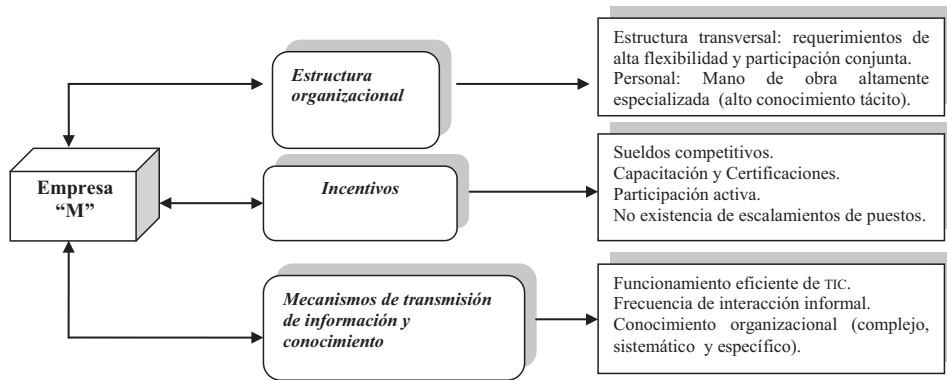 Estructura
organizacional
Estructura transversal: requerimientos de
alta flexibilidad y participación conjunta.
Personal: Mano de obra altamente
especializada (alto conocimiento tácito).
Empresa
“M”
Incentivos
Sueldos competitivos.
Capacitación y Certificaciones.
Participación activa.
No existencia de escalamientos de puestos.
Mecanismos de transmisión
de información y
conocimiento
Funcionamiento eficiente de TIC.
Frecuencia de interacción informal.
Conocimiento organizacional (complejo,
sistemático y específico).